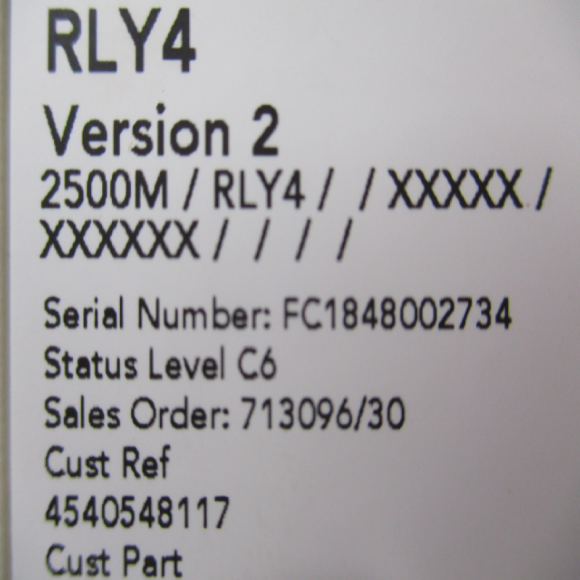 RLY4
Version 2
2500M / RLY4 /  / XXXXX /
XXXXXX /  /  /  /
Serial Number: FC1848002734
Status Level C6
Sales Order: 713096/30
Cust Ref
4540548117
Cust Part